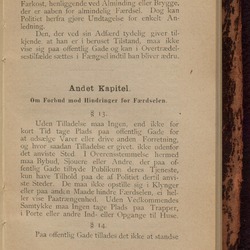 Farkost, henliggende ved Almindning eller Brygge,
der er aaben for almindelig Færdsel. Dog kan
Politiet herfra gjøre Undtagelse for enkelt An-
ledning.
Den, der ved sin Adfærd tydelig giver til-
kjende at han er i beruset Tilstand, maa ikke
vise sig paa offentlig Gade og kan i Overtrædel-
sestilfælde sættes i Fængsel indtil han bliver ædru.
Andet Kapitel.
Om Forbud mod Hindringer for Færdselen.
§ 13.
Uden Tilladelse maa Ingen, end ikke for
kort Tid tage Plads paa offentlig Gade for
at udsælge Varer eller drive anden Forretning,
og hvor saadan Tilladelse er givet, ikke udenfor
det anviste Sted. I Overensstemmelse hermed
maa Bybud, Sjouere eller Andre, der paa of-
fentlig Gade tilbyde Publikum deres Tjeneste,
kun have Tilhold paa de af Politiet dertil anvi-
ste Steder. De maa ikke opstille sig i Klynger
eller paa anden Maade hindre Færdselen, ei hel-
ler vise Paatrængenhed. Uden Vedkommendes
Samtykke maa Ingen tage Plads paa Trapper,
i Porte eller andre Ind- eller Opgange til Huse.
§ 14.
Paa offentlig Gade tillades det ikke at standse